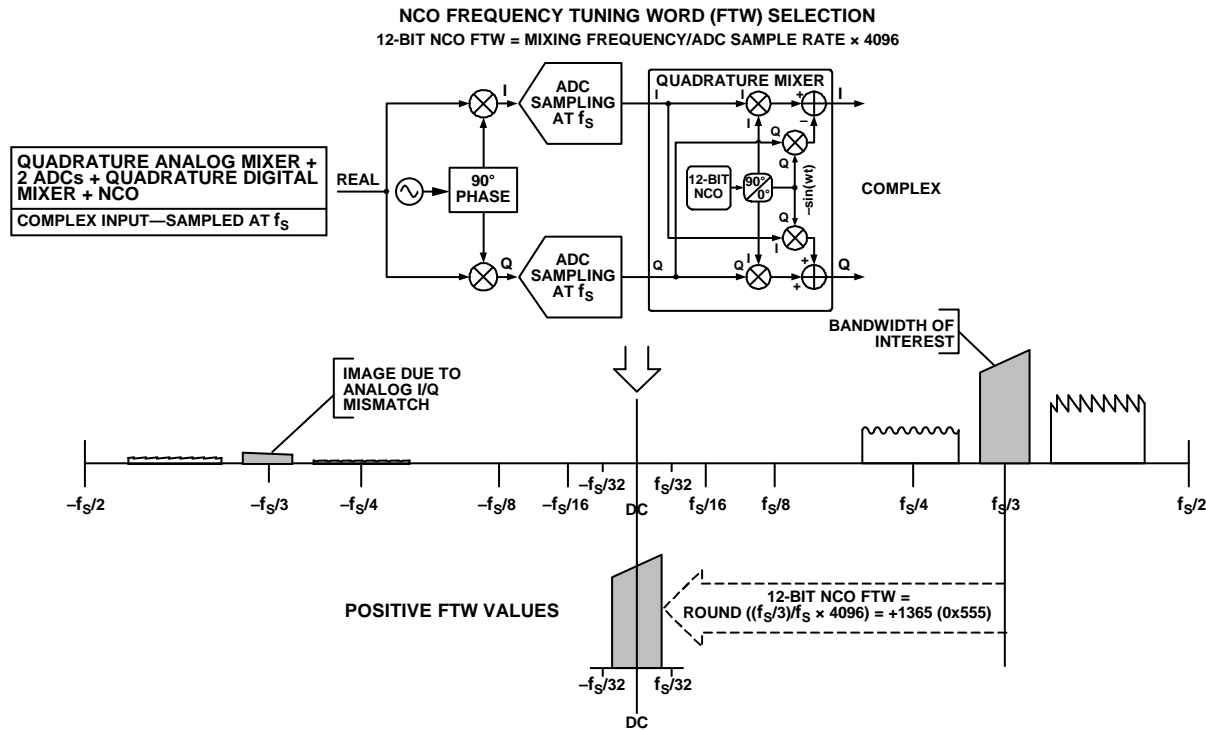 NCO FREQUENCY TUNING WORD (FTW) SELECTION
12-BIT NCO FTW = MIXING FREQUENCY/ADC SAMPLE RATE × 4096
QUADRATURE ANALOG MIXER +
2 ADCs + QUADRATURE DIGITAL
MIXER + NCO
COMPLEX INPUT—SAMPLED AT fS
REAL
90°
PHASE
I
ADC
SAMPLING
AT fS
Q
ADC
SAMPLING
AT fS
QUADRATURE MIXER
I
I
I
+
–
I
Q
Q
12-BIT
NCO
90°
0°
–sin(wt)
Q
Q
I
Q
Q
I
+
+
Q
COMPLEX
BANDWIDTH OF
INTEREST
IMAGE DUE TO
ANALOG I/Q
MISMATCH
–fS/2
–fS/3
–fS/4
–fS/8
–fS/16
–fS/32
DC
fS/32
fS/16
fS/8
fS/4
fS/3
fS/2
POSITIVE FTW VALUES
12-BIT NCO FTW =
ROUND ((fS/3)/fS × 4096) = +1365 (0x555)
–fS/32
fS/32
DC